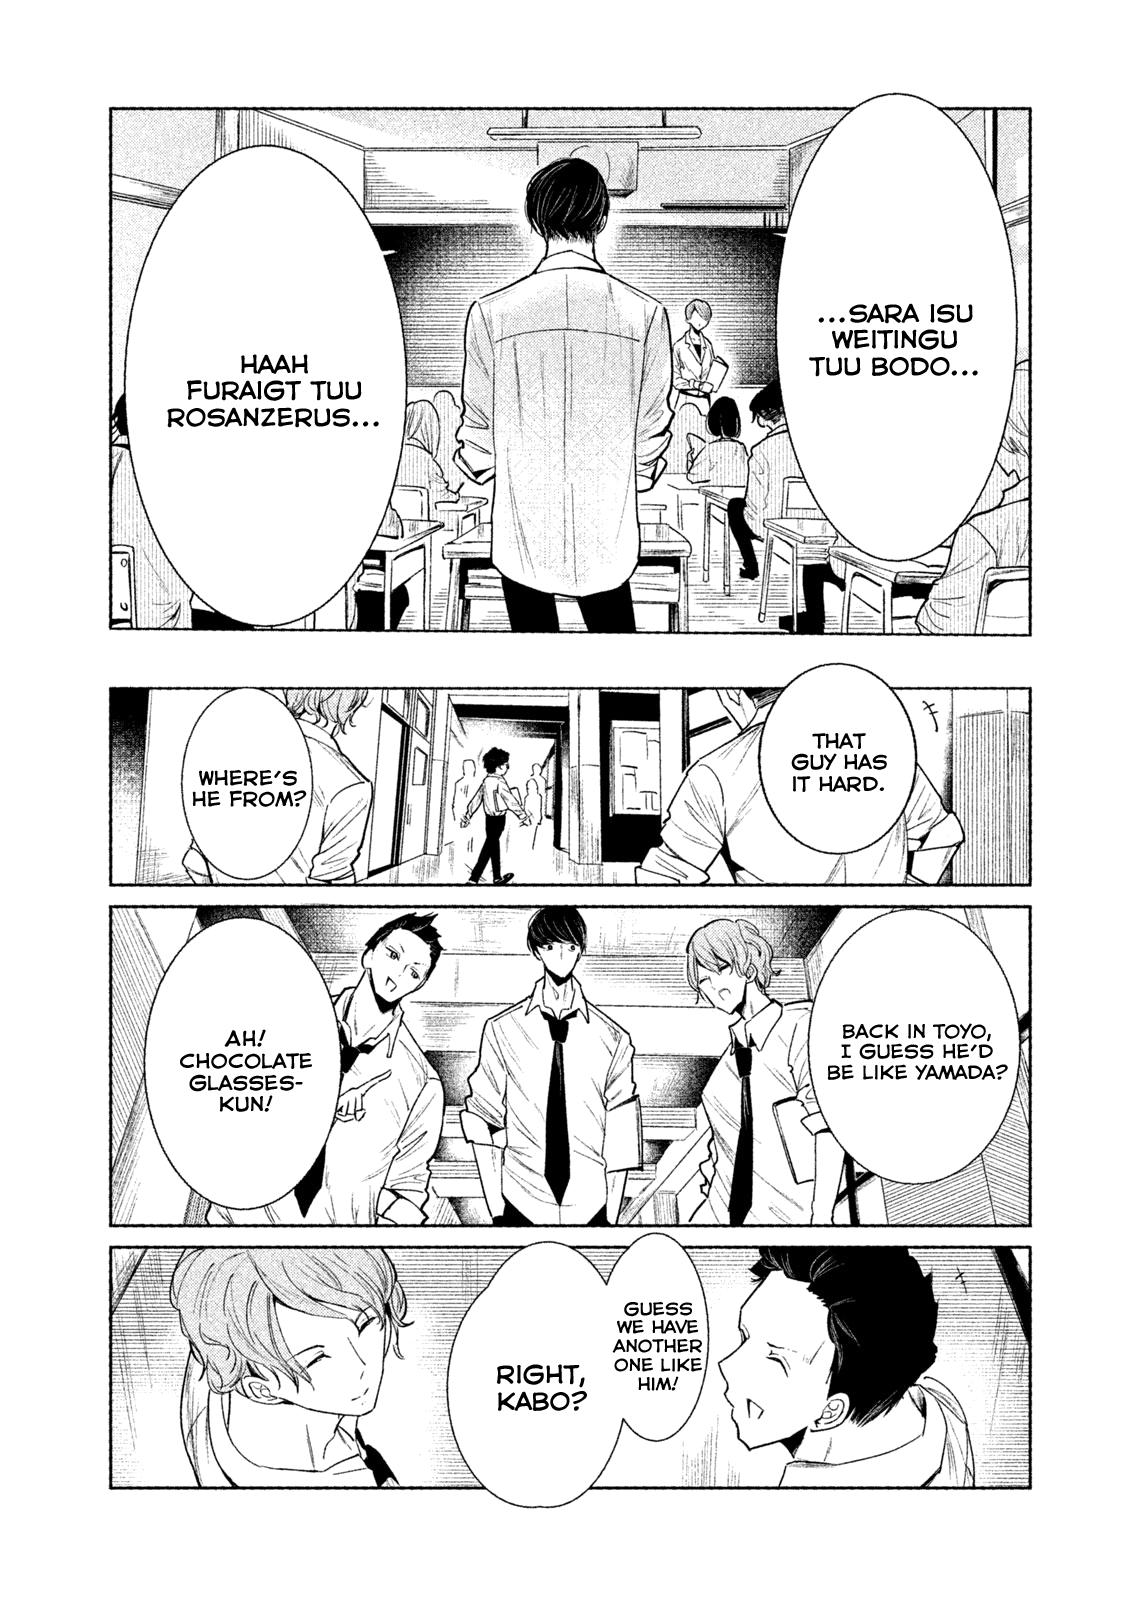 ...SARA ISU
WEITINGU
TUU BODO...
HAAH
FURAIGT TUU
ROSANZERUS...
THAT
GUY HAS
IT HARD.
WHERE'S
HE FROM?
BACK IN TOYO,
I GUESS HE'D
BE LIKE YAMADA?
AH!
CHOCOLATE
GLASSES-
KUN!
GUESS
WE HAVE
ANOTHER
ONE LIKE
HIM!
RIGHT,
KABO?